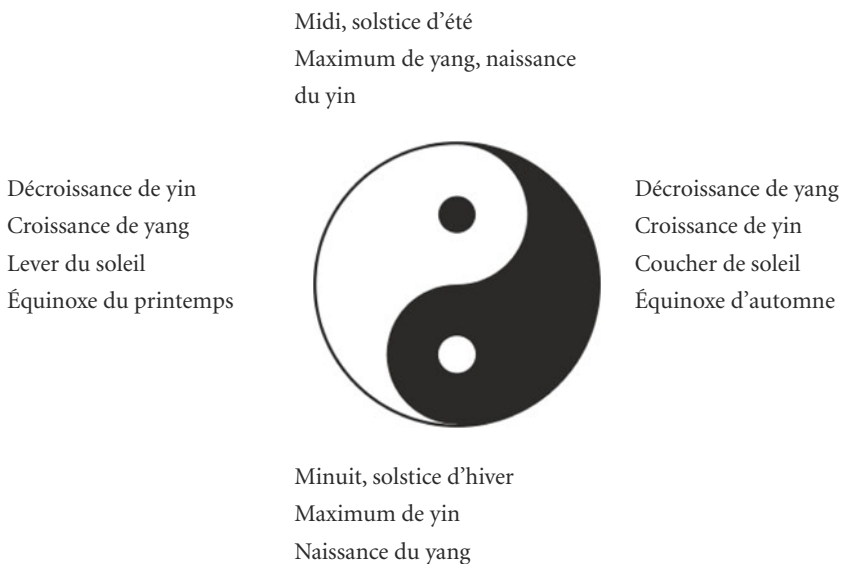 Midi, solstice d’été
Maximum de yang, naissance
du yin
Décroissance de yin
Croissance de yang
Lever du soleil
Équinoxe du printemps
Décroissance de yang
Croissance de yin
Coucher de soleil
Équinoxe d’automne
Minuit, solstice d’hiver
Maximum de yin
Naissance du yang